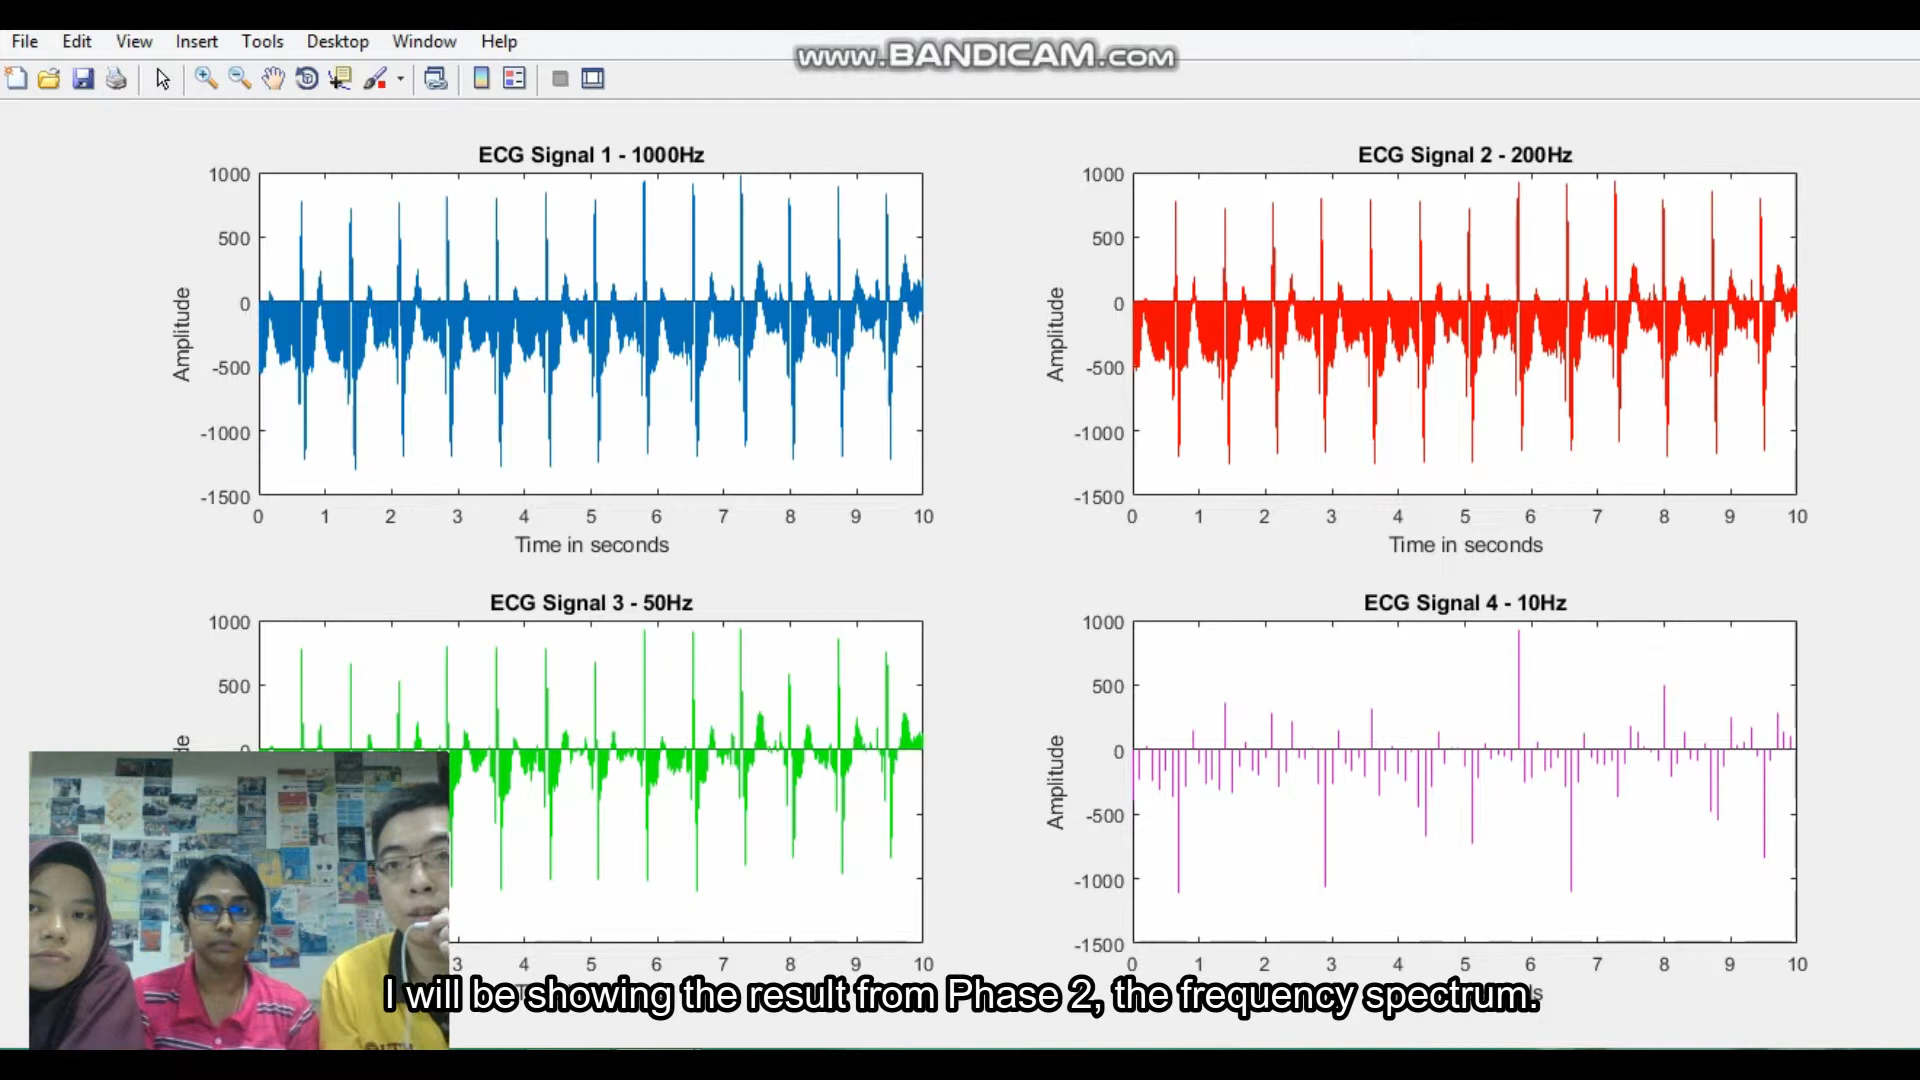 File Edit View Insert Tools Desktop Window Help
www.BANDICAM.com
ECG Signal 1 - 1000Hz
1000
500
0
-500
-1000
-1500
Amplitude
0 1 2 3 4 5 6 7 8 9 10
Time in seconds
ECG Signal 2 - 200Hz
1000
500
0
-500
-1000
-1500
Amplitude
0 1 2 3 4 5 6 7 8 9 10
Time in seconds
ECG Signal 3 - 50Hz
1000
500
0
3 4 5 6 7 8 9 10
ECG Signal 4 - 10Hz
1000
500
0
-500
-1000
-1500
Amplitude
0 1 2 3 4 5 6 7 8 9 10
I will be showing the result from Phase 2, the frequency spectrum.